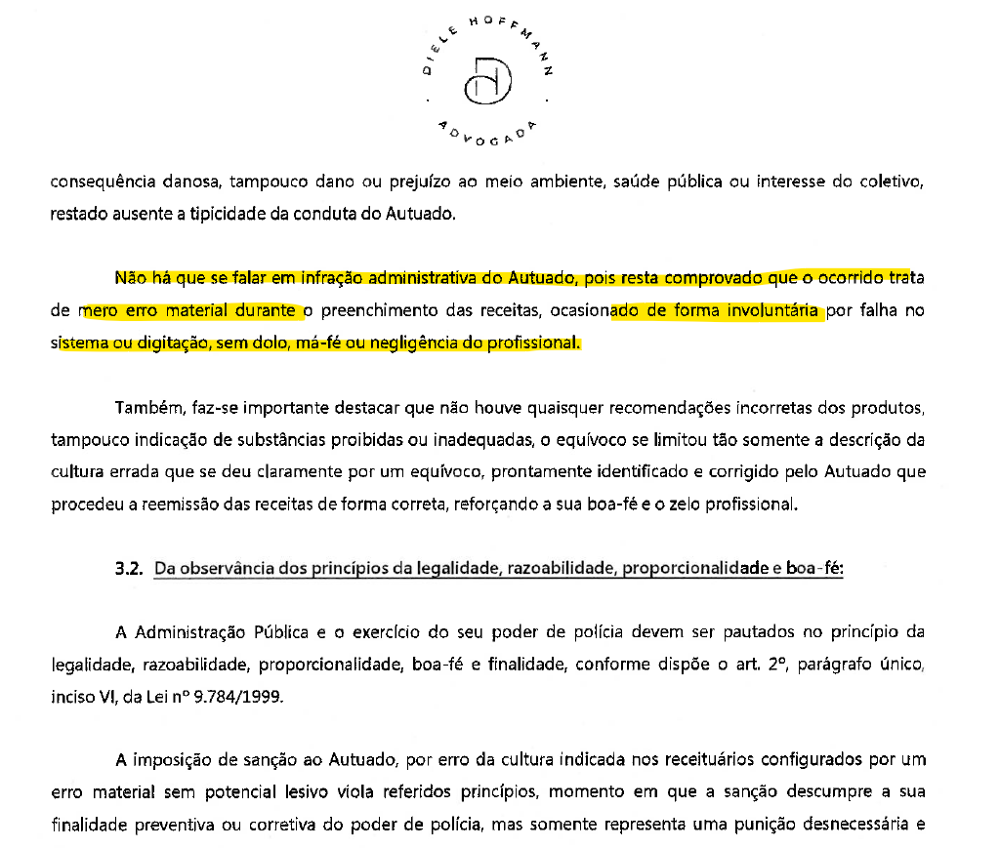 DIELE HOFFMANN
ADVOGADA
consequência danosa, tampouco dano ou prejuízo ao meio ambiente, saúde pública ou interesse do coletivo,
restado ausente a tipicidade da conduta do Autuado.
Não há que se falar em infração administrativa do Autuado, pois resta comprovado que o ocorrido trata
de mero erro material durante o preenchimento das receitas, ocasionado de forma involuntária por falha no
sistema ou digitação, sem dolo, má-fé ou negligência do profissional.
Também, faz-se importante destacar que não houve quaisquer recomendações incorretas dos produtos,
tampouco indicação de substâncias proibidas ou inadequadas, o equívoco se limitou tão somente a descrição da
cultura errada que se deu claramente por um equívoco, prontamente identificado e corrigido pelo Autuado que
procedeu a reemissão das receitas de forma correta, reforçando a sua boa-fé e o zelo profissional.
3.2. Da observância dos princípios da legalidade, razoabilidade, proporcionalidade e boa-fé:
A Administração Pública e o exercício do seu poder de polícia devem ser pautados no princípio da
legalidade, razoabilidade, proporcionalidade, boa-fé e finalidade, conforme dispõe o art. 2º, parágrafo único,
inciso VI, da Lei nº 9.784/1999.
A imposição de sanção ao Autuado, por erro da cultura indicada nos receituários configurados por um
erro material sem potencial lesivo viola referidos princípios, momento em que a sanção descumpre a sua
finalidade preventiva ou corretiva do poder de polícia, mas somente representa uma punição desnecessária e